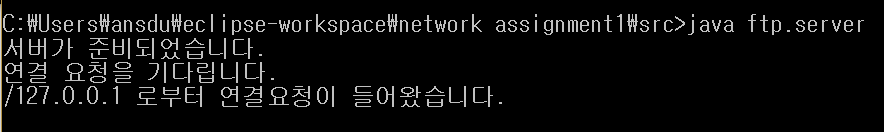 C:₩Users₩ansdu₩eclipse-workspace₩network assignment1₩src>java ftp.server
서버가 준비되었습니다.
연결 요청을 기다립니다.
/127.0.0.1 로부터 연결요청이 들어왔습니다.